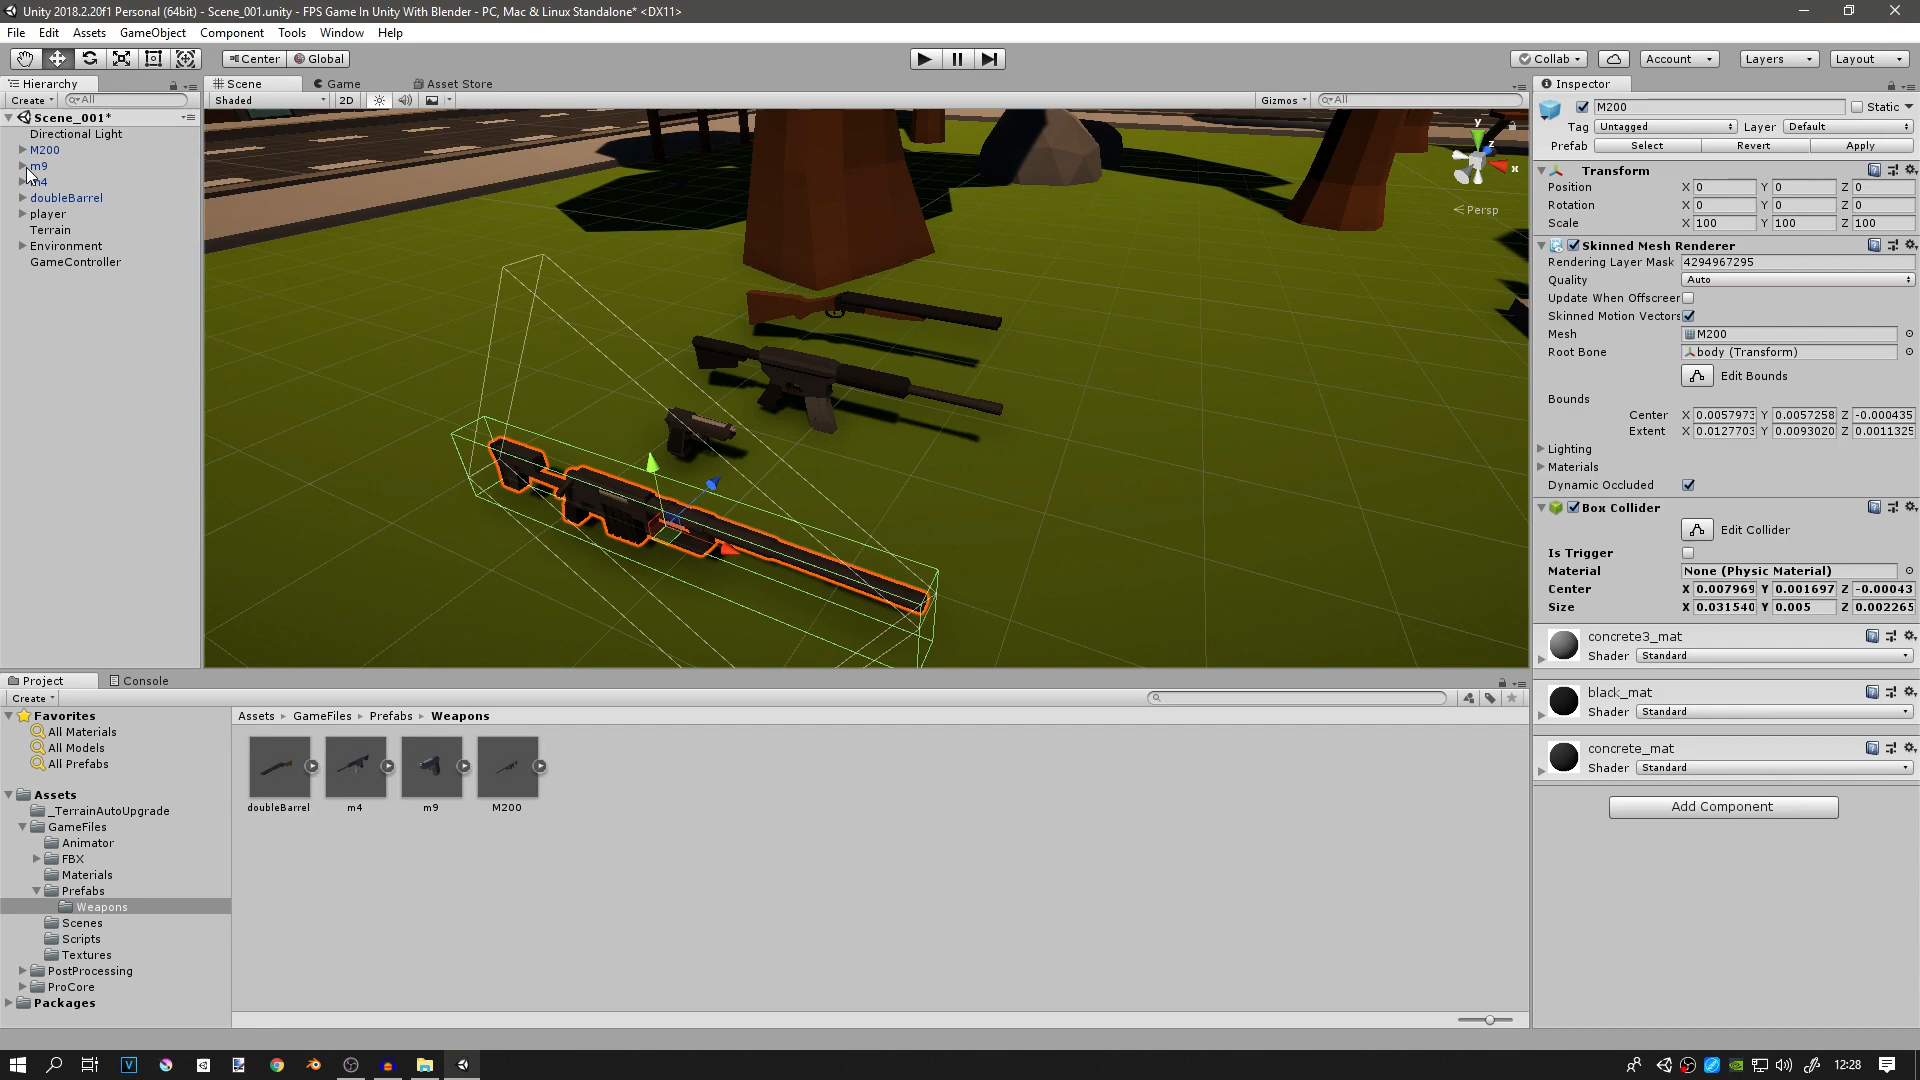 Unity 2018.2.20f1 Personal (64bit) - Scene_001.unity - FPS Game In Unity With Blender - PC, Mac & Linux Standalone* <DX11>
File Edit Assets GameObject Component Tools Window Help
Center Global Collab Account Layers Layout
Hierarchy
Create All
Scene_001*
Directional Light
M200
m9
m4
doubleBarrel
player
Terrain
Environment
GameController
Scene Game Asset Store
Shaded 2D Gizmos All
y
z
x
Persp
Inspector
M200 Static
Tag Untagged Layer Default
Prefab Select Revert Apply
Transform
Position X 0 Y 0 Z 0
Rotation X 0 Y 0 Z 0
Scale X 100 Y 100 Z 100
Skinned Mesh Renderer
Rendering Layer Mask 4294967295
Quality Auto
Update When Offscreen
Skinned Motion Vectors
Mesh M200
Root Bone body (Transform)
Edit Bounds
Bounds
Center X 0.0057973 Y 0.0057258 Z -0.000435
Extent X 0.0127703 Y 0.0093020 Z 0.0011325
Lighting
Materials
Dynamic Occluded
Box Collider
Edit Collider
Is Trigger
Material None (Physic Material)
Center X 0.007969 Y 0.001697 Z -0.00043
Size X 0.031540 Y 0.005 Z 0.002265
concrete3_mat
Shader Standard
black_mat
Shader Standard
concrete_mat
Shader Standard
Add Component
Project Console
Create
Favorites
All Materials
All Models
All Prefabs
Assets
_TerrainAutoUpgrade
GameFiles
Animator
FBX
Materials
Prefabs
Weapons
Scenes
Scripts
Textures
PostProcessing
ProCore
Packages
Assets GameFiles Prefabs Weapons
doubleBarrel m4 m9 M200
12:28